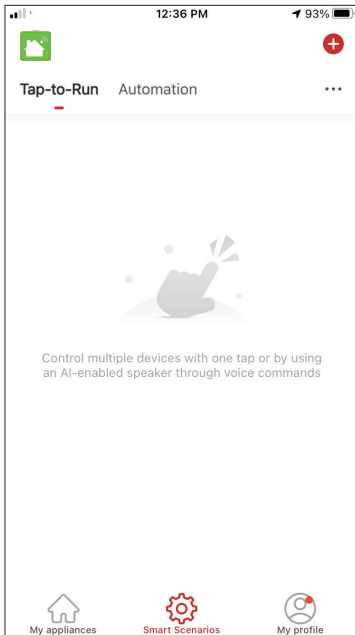 12:36 PM
93%
Tap-to-Run Automation
Control multiple devices with one tap or by using
an AI-enabled speaker through voice commands
My appliances Smart Scenarios My profile